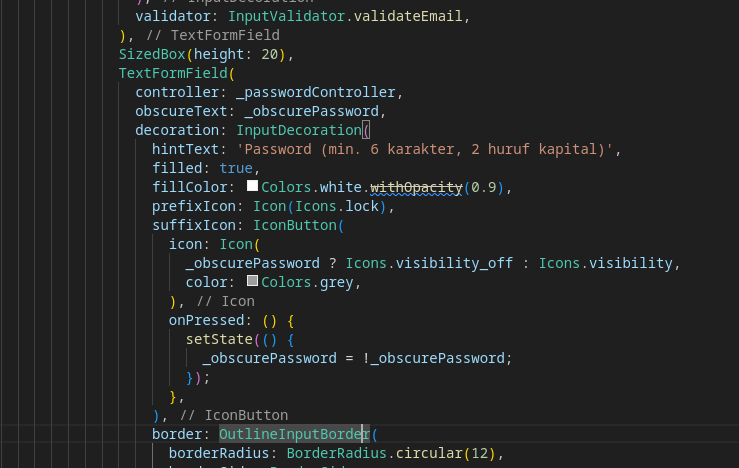 ), // InputDecoration
validator: InputValidator.validateEmail,
), // TextFormField
SizedBox(height: 20),
TextFormField(
controller: _passwordController,
obscureText: _obscurePassword,
decoration: InputDecoration(
hintText: 'Password (min. 6 karakter, 2 huruf kapital)',
filled: true,
fillColor: Colors.white.withOpacity(0.9),
prefixIcon: Icon(Icons.lock),
suffixIcon: IconButton(
icon: Icon(
_obscurePassword ? Icons.visibility_off : Icons.visibility,
color: Colors.grey,
), // Icon
onPressed: () {
setState(() {
_obscurePassword = !_obscurePassword;
});
},
), // IconButton
border: OutlineInputBorder(
borderRadius: BorderRadius.circular(12),